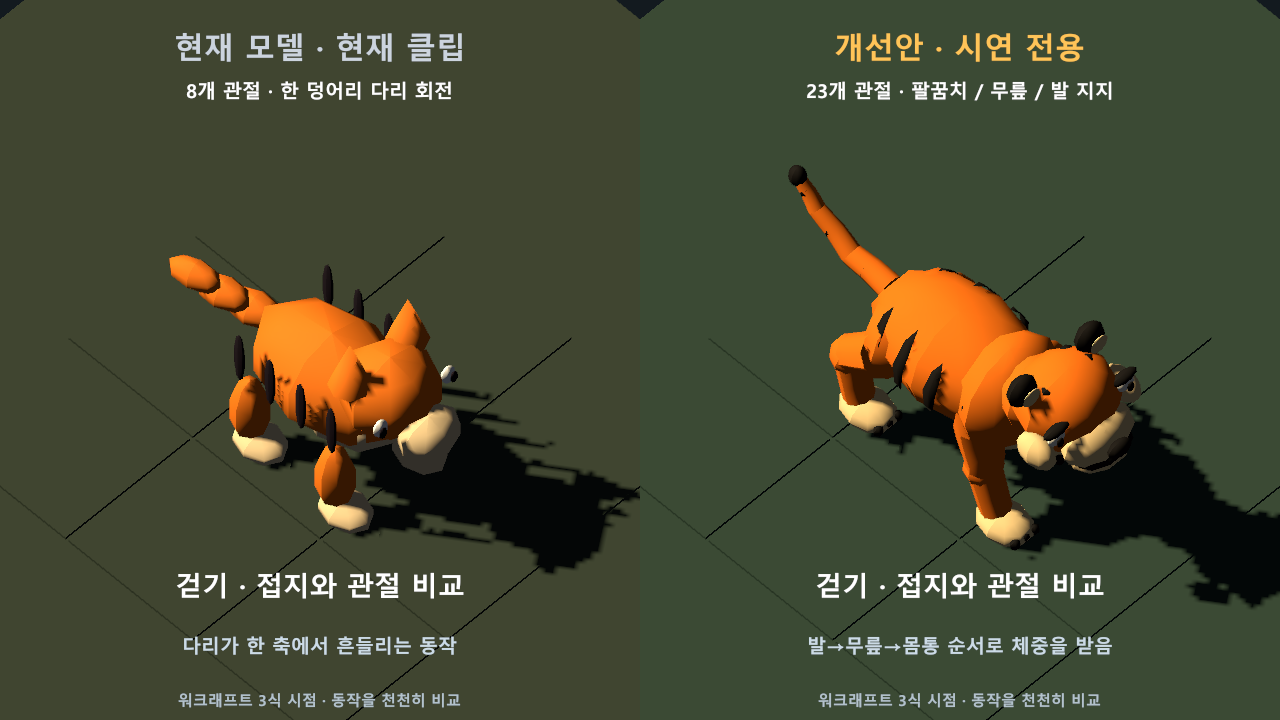 현재 모델 · 현재 클립
8개 관절 · 한 덩어리 다리 회전
걷기 · 접지와 관절 비교
다리가 한 축에서 흔들리는 동작
워크래프트 3식 시점 · 동작을 천천히 비교
개선안 · 시연 전용
23개 관절 · 팔꿈치 / 무릎 / 발 지지
걷기 · 접지와 관절 비교
발→무릎→몸통 순서로 체중을 받음
워크래프트 3식 시점 · 동작을 천천히 비교